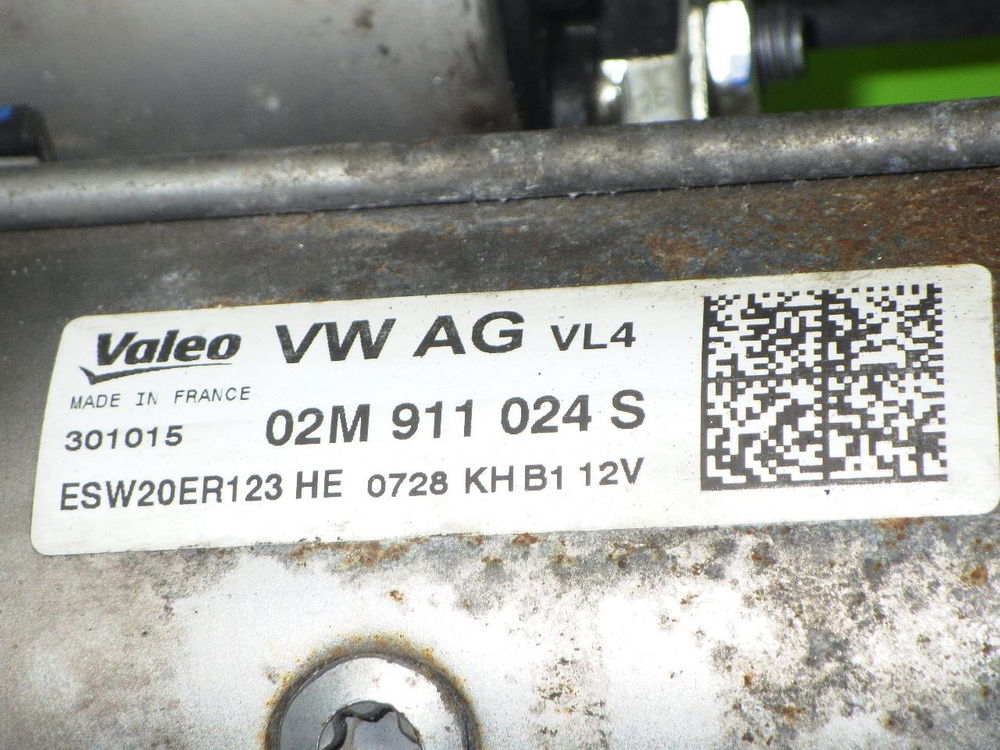 Valeo VW AG VL4
MADE IN FRANCE
301015 02M 911 024 S
ESW20ER123 HE 0728 KH B1 12V